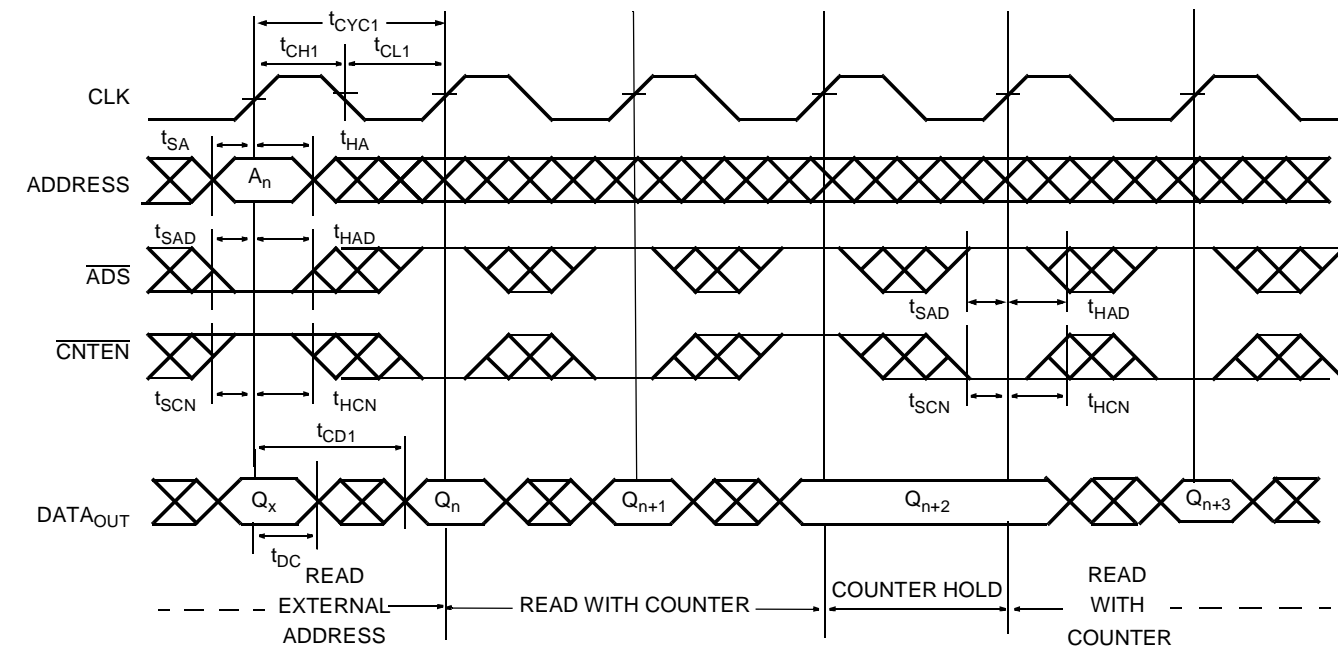 tCYC1
tCH1 tCL1
CLK
tSA tHA
ADDRESS An
tSAD tHAD
ADS
tSAD tHAD
CNTEN
tSCN tHCN tSCN tHCN
tCD1
DATAOUT Qx Qn Qn+1 Qn+2 Qn+3
tDC
READ
EXTERNAL
ADDRESS
READ WITH COUNTER
COUNTER HOLD
READ
WITH
COUNTER